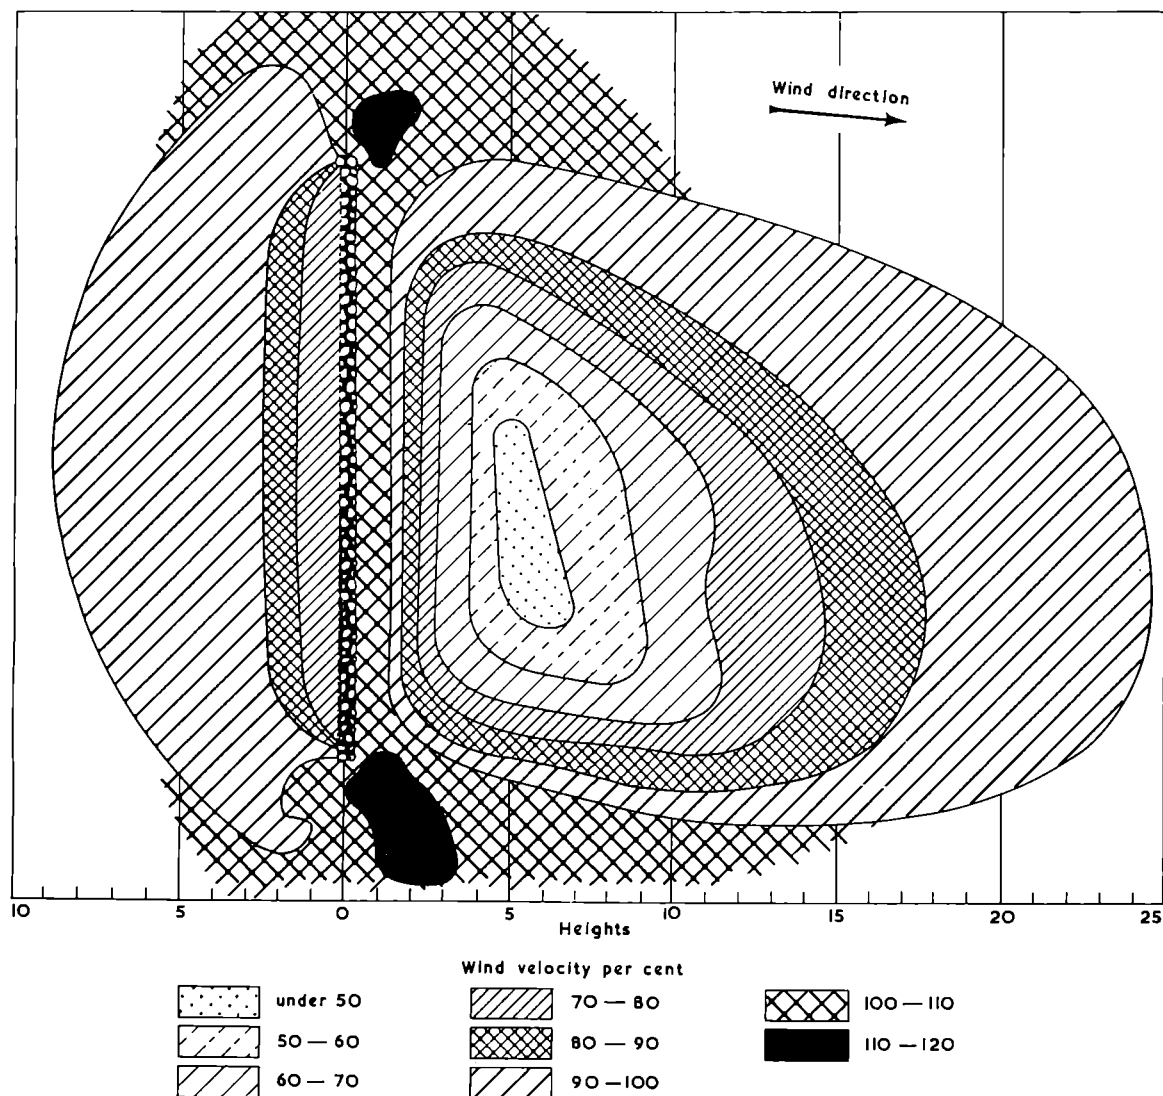 Wind direction
10 5 0 5 10 15 20 25
Heights
Wind velocity per cent
under 50
50 — 60
60 — 70
70 — 80
80 — 90
90 — 100
100 — 110
110 — 120